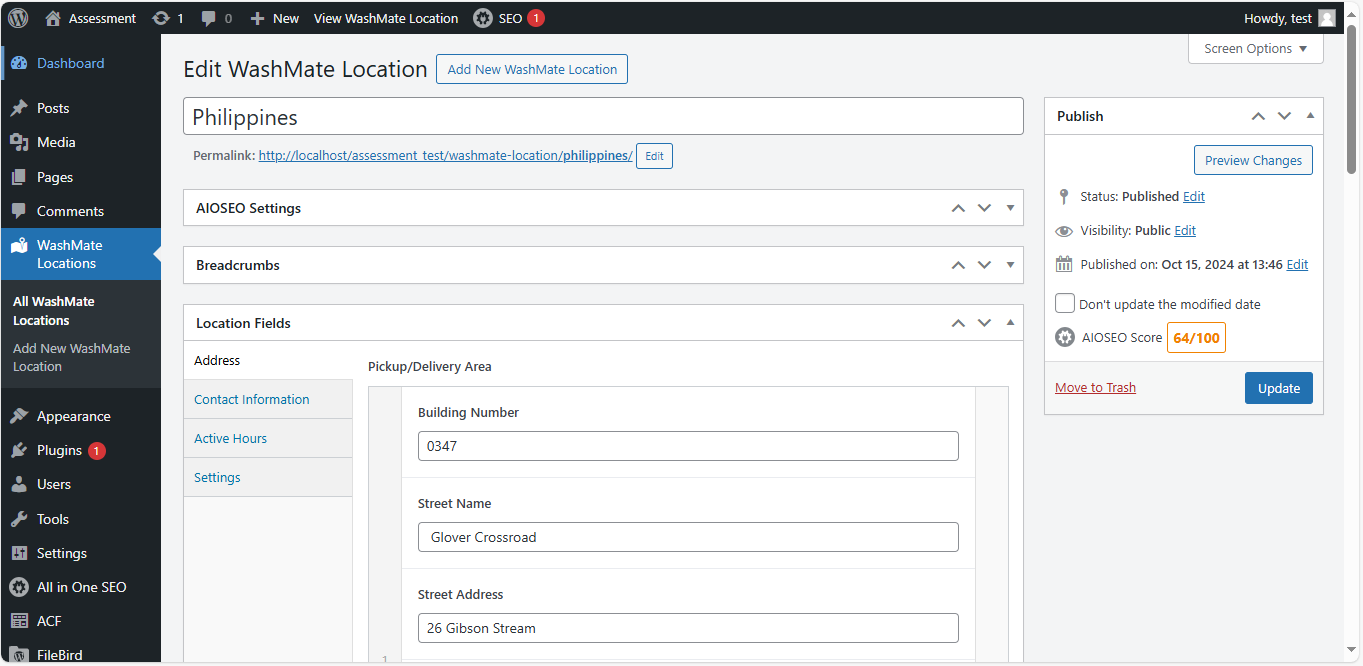 Assessment 1 0 New View WashMate Location SEO 1 Howdy, test
Screen Options ▼
Dashboard
Posts
Media
Pages
Comments
WashMate
Locations
All WashMate
Locations
Add New WashMate
Location
Appearance
Plugins 1
Users
Tools
Settings
All in One SEO
ACF
FileBird
Edit WashMate Location Add New WashMate Location
Philippines
Permalink: http://localhost/assessment_test/washmate-location/philippines/ Edit
AIOSEO Settings
Breadcrumbs
Location Fields
Address
Contact Information
Active Hours
Settings
Pickup/Delivery Area
Building Number
0347
Street Name
Glover Crossroad
Street Address
26 Gibson Stream
1
Publish
Preview Changes
Status: Published Edit
Visibility: Public Edit
Published on: Oct 15, 2024 at 13:46 Edit
Don't update the modified date
AIOSEO Score 64/100
Move to Trash Update